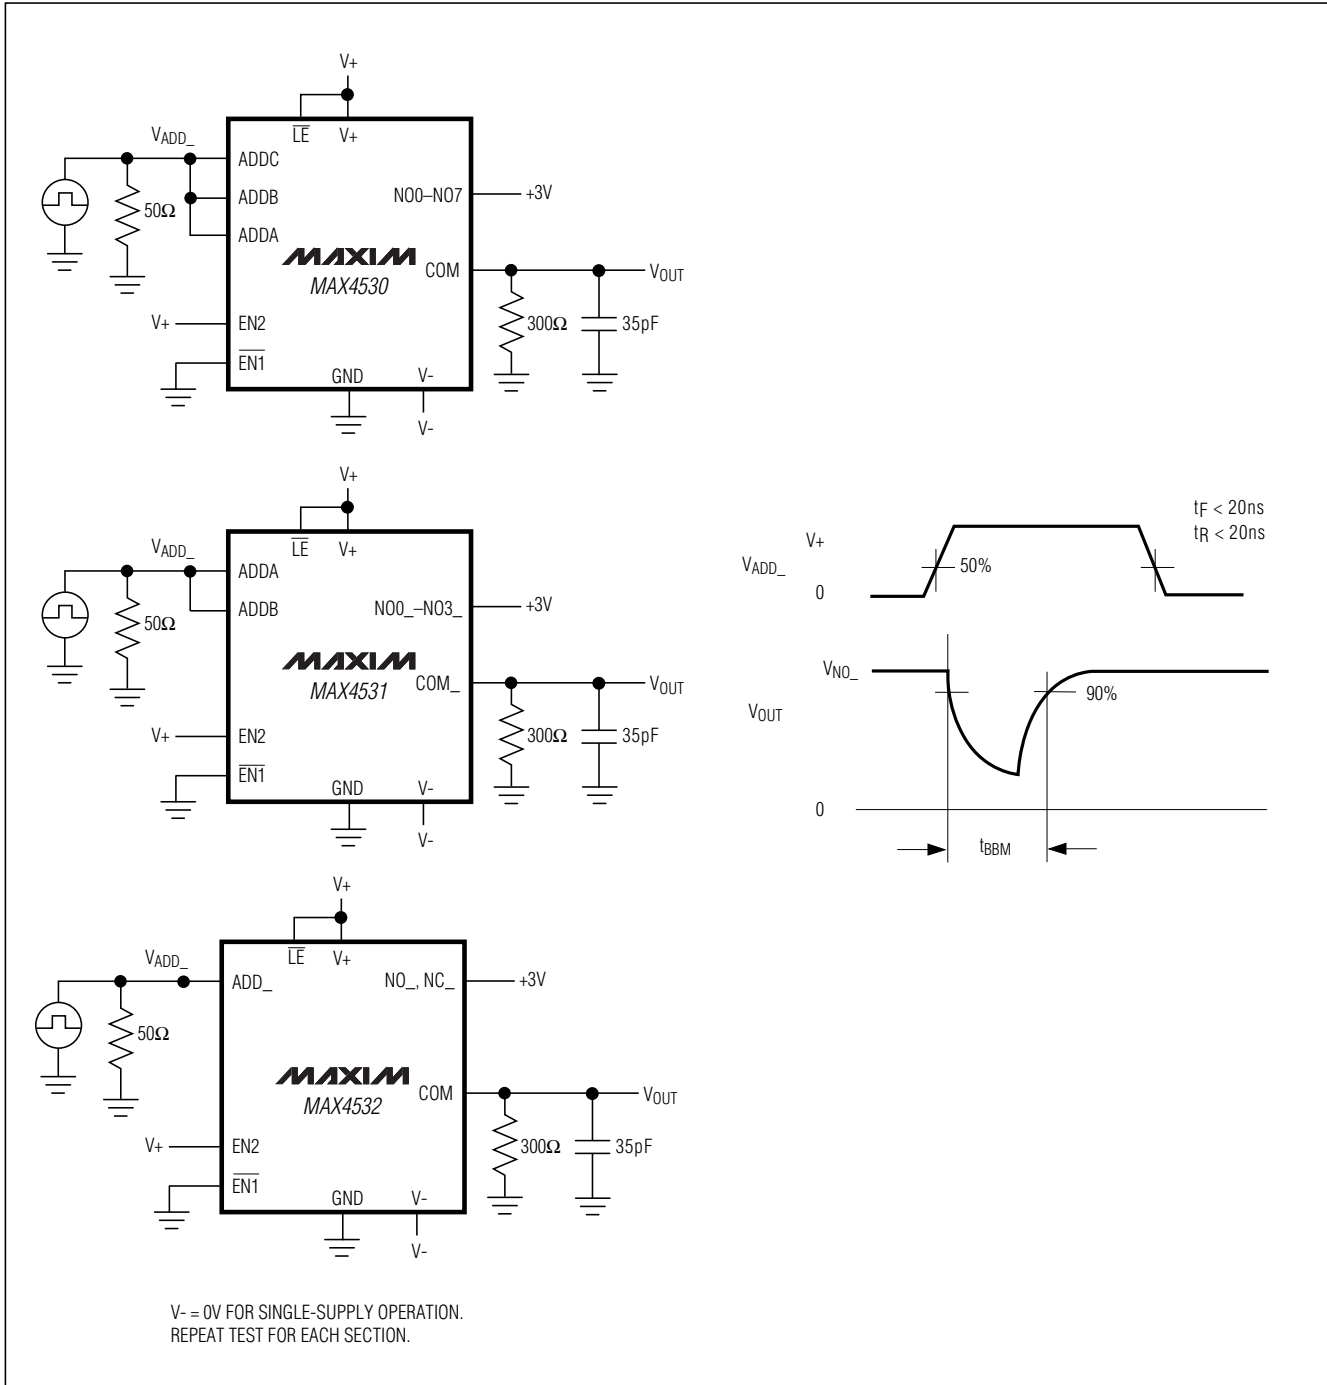 V+
LE V+
VADD_
ADDC
ADDB
ADDA
50Ω
NO0–NO7 +3V
MAXIM
MAX4530
COM VOUT
300Ω 35pF
V+ EN2
EN1
GND V-
V-
V+
LE V+
VADD_
ADDA
ADDB
50Ω
NO0_–NO3_ +3V
MAXIM
MAX4531
COM_ VOUT
300Ω 35pF
V+ EN2
EN1
GND V-
V-
V+
LE V+
VADD_
ADD_
50Ω
NO_, NC_ +3V
MAXIM
MAX4532
COM VOUT
300Ω 35pF
V+ EN2
EN1
GND V-
V-
V- = 0V FOR SINGLE-SUPPLY OPERATION.
REPEAT TEST FOR EACH SECTION.
tF < 20ns
tR < 20ns
V+
VADD_
50%
0
VNO_
90%
VOUT
0
tBBM